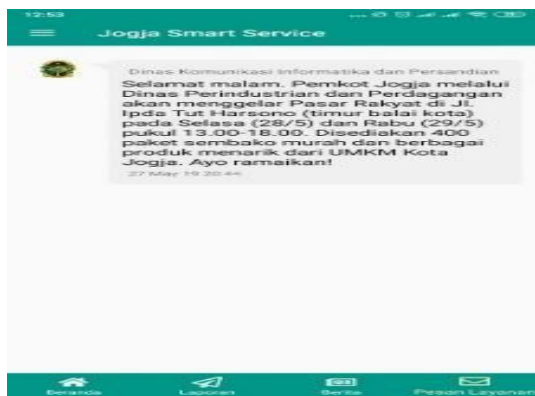 12:53
Jogja Smart Service
Dinas Komunikasi Informatika dan Persandian
Selamat malam. Pemkot Jogja melalui
Dinas Perindustrian dan Perdagangan
akan menggelar Pasar Rakyat di Jl.
Ipda Tut Harsono (timur balai kota)
pada Selasa (28/5) dan Rabu (29/5)
pukul 13.00-18.00. Disediakan 400
paket sembako murah dan berbagai
produk menarik dari UMKM Kota
Jogja. Ayo ramaikan!
27 May 19 20:44
Beranda
Laporan
Berita
Pesan Layanan